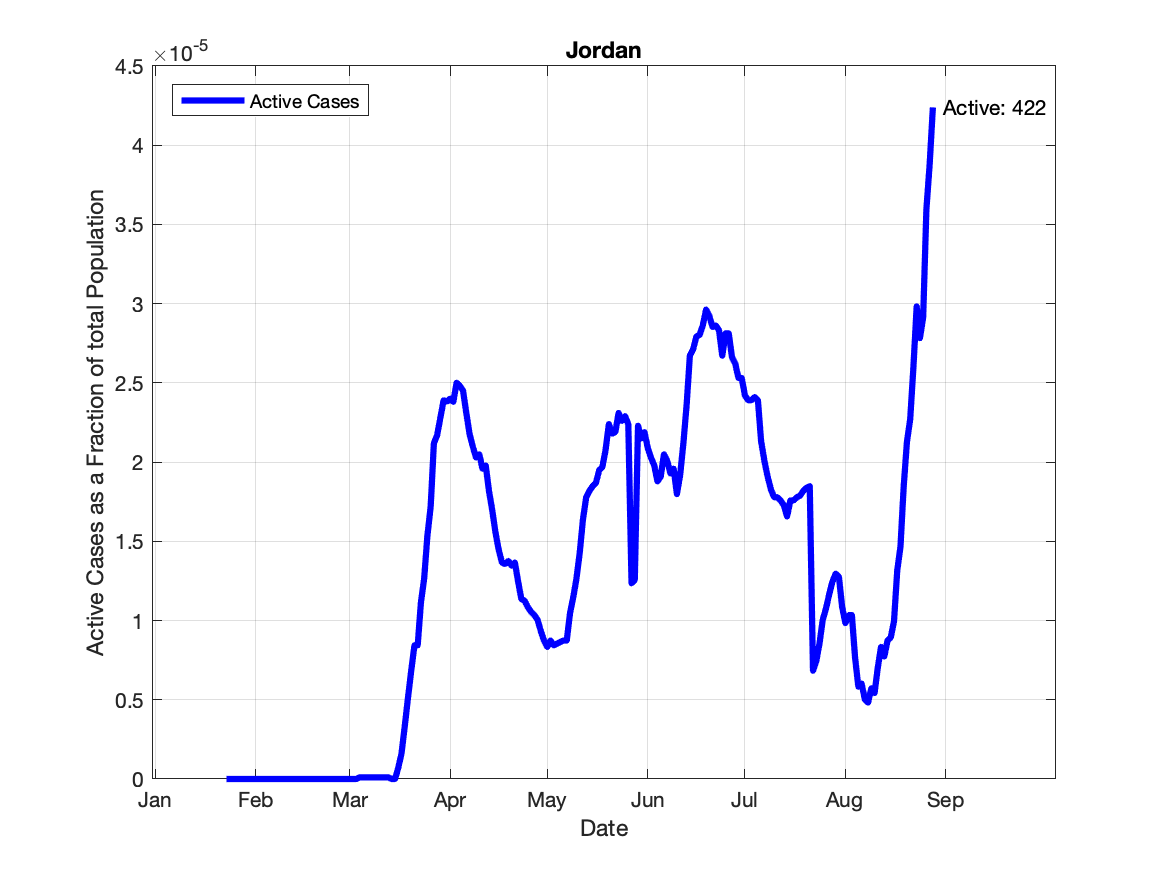 Jordan
×10-5
4.5
4
3.5
3
2.5
2
1.5
1
0.5
0
Active Cases
Active: 422
Active Cases as a Fraction of total Population
Jan Feb Mar Apr May Jun Jul Aug Sep
Date